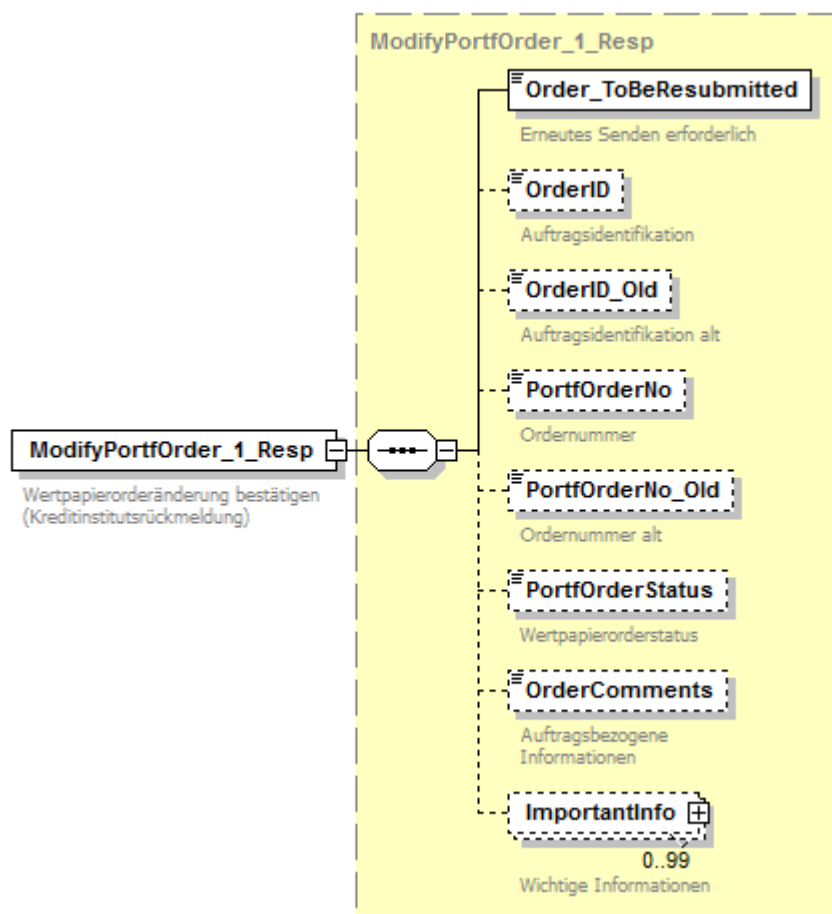 ModifyPortfOrder_1_Resp
Order_ToBeResubmitted
Erneutes Senden erforderlich
OrderID
Auftragsidentifikation
OrderID_Old
Auftragsidentifikation alt
PortfOrderNo
Ordernummer
ModifyPortfOrder_1_Resp
Wertpapierorderänderung bestätigen
(Kreditinstitutsrückmeldung)
PortfOrderNo_Old
Ordernummer alt
PortfOrderStatus
Wertpapierorderstatus
OrderComments
Auftragsbezogene
Informationen
ImportantInfo
0..99
Wichtige Informationen